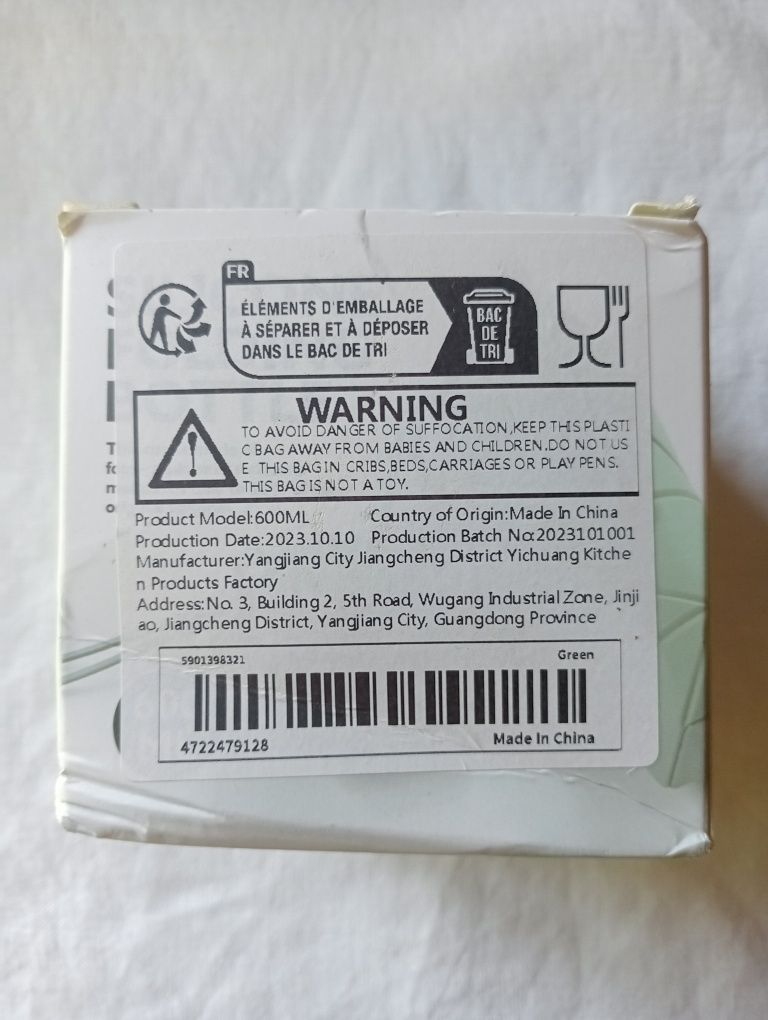 FR
ÉLÉMENTS D'EMBALLAGE
À SÉPARER ET À DÉPOSER
DANS LE BAC DE TRI
BAC
DE
TRI
WARNING
TO AVOID DANGER OF SUFFOCATION,KEEP THIS PLASTI
C BAG AWAY FROM BABIES AND CHILDREN.DO NOT US
E THIS BAG IN CRIBS,BEDS,CARRIAGES OR PLAY PENS.
THIS BAG IS NOT A TOY.
Product Model:600ML Country of Origin:Made In China
Production Date:2023.10.10 Production Batch No:2023101001
Manufacturer:Yangjiang City Jiangcheng District Yichuang Kitche
n Products Factory
Address:No. 3, Building 2, 5th Road, Wugang Industrial Zone, Jinji
ao, Jiangcheng District, Yangjiang City, Guangdong Province
5901398321 Green
4722479128 Made In China